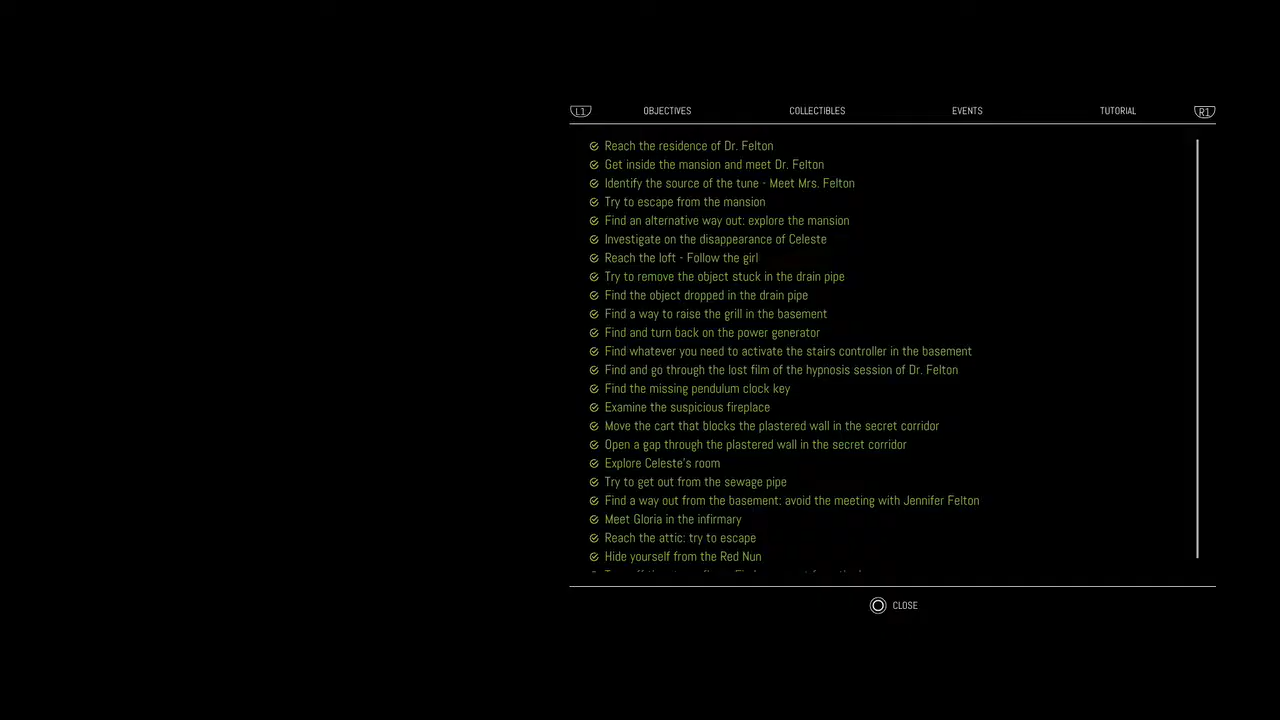 L1 OBJECTIVES COLLECTIBLES EVENTS TUTORIAL R1
Reach the residence of Dr. Felton
Get inside the mansion and meet Dr. Felton
Identify the source of the tune - Meet Mrs. Felton
Try to escape from the mansion
Find an alternative way out: explore the mansion
Investigate on the disappearance of Celeste
Reach the loft - Follow the girl
Try to remove the object stuck in the drain pipe
Find the object dropped in the drain pipe
Find a way to raise the grill in the basement
Find and turn back on the power generator
Find whatever you need to activate the stairs controller in the basement
Find and go through the lost film of the hypnosis session of Dr. Felton
Find the missing pendulum clock key
Examine the suspicious fireplace
Move the cart that blocks the plastered wall in the secret corridor
Open a gap through the plastered wall in the secret corridor
Explore Celeste's room
Try to get out from the sewage pipe
Find a way out from the basement: avoid the meeting with Jennifer Felton
Meet Gloria in the infirmary
Reach the attic: try to escape
Hide yourself from the Red Nun
CLOSE